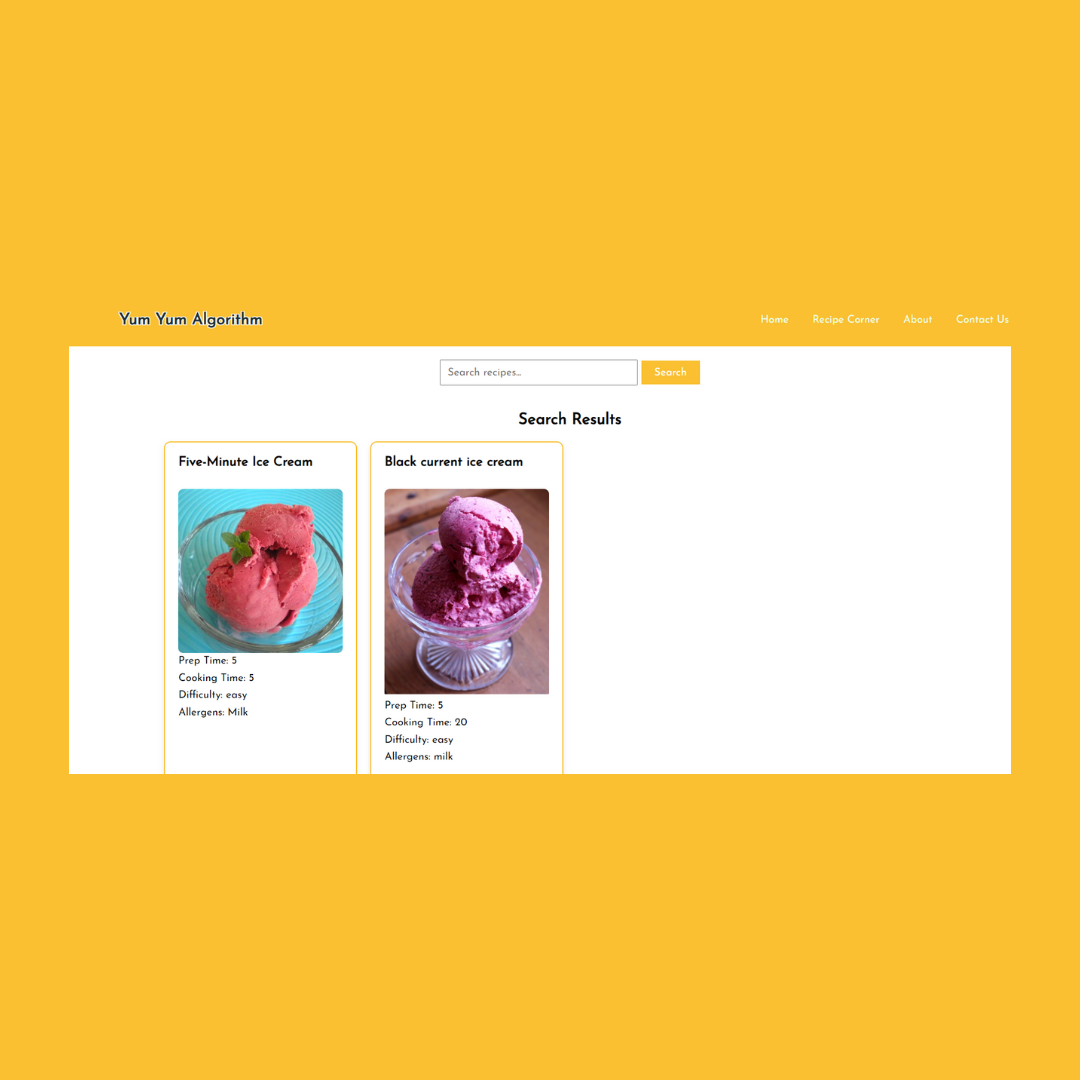 Yum Yum Algorithm
Home Recipe Corner About Contact Us
Search recipes... Search
Search Results
Five-Minute Ice Cream
Prep Time: 5
Cooking Time: 5
Difficulty: easy
Allergens: Milk
Black current ice cream
Prep Time: 5
Cooking Time: 20
Difficulty: easy
Allergens: milk